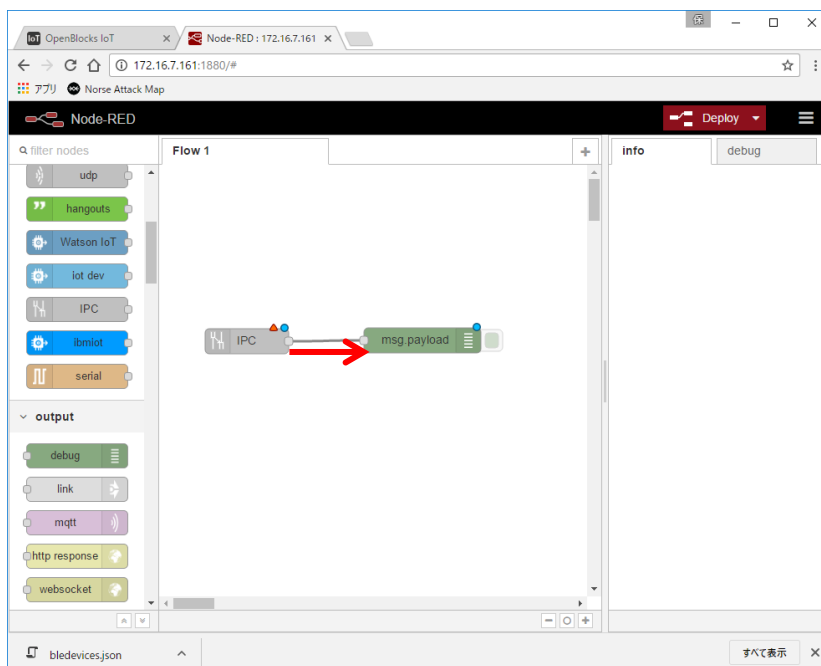 OpenBlocks IoT
Node-RED : 172.16.7.161
172.16.7.161:1880/#
アプリ Norse Attack Map
Node-RED
Deploy
filter nodes
Flow 1
info
debug
udp
hangouts
Watson IoT
iot dev
IPC
ibmiot
serial
output
debug
link
mqtt
http response
websocket
IPC
msg.payload
bledevices.json
すべて表示